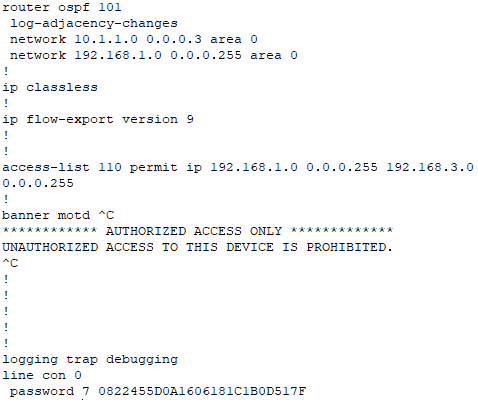 router ospf 101
 log-adjacency-changes
 network 10.1.1.0 0.0.0.3 area 0
 network 192.168.1.0 0.0.0.255 area 0
!
ip classless
!
ip flow-export version 9
!
!
access-list 110 permit ip 192.168.1.0 0.0.0.255 192.168.3.0
0.0.0.255
!
banner motd ^C
************ AUTHORIZED ACCESS ONLY *************
UNAUTHORIZED ACCESS TO THIS DEVICE IS PROHIBITED.
^C
!
!
!
!
!
logging trap debugging
line con 0
 password 7 0822455D0A1606181C1B0D517F